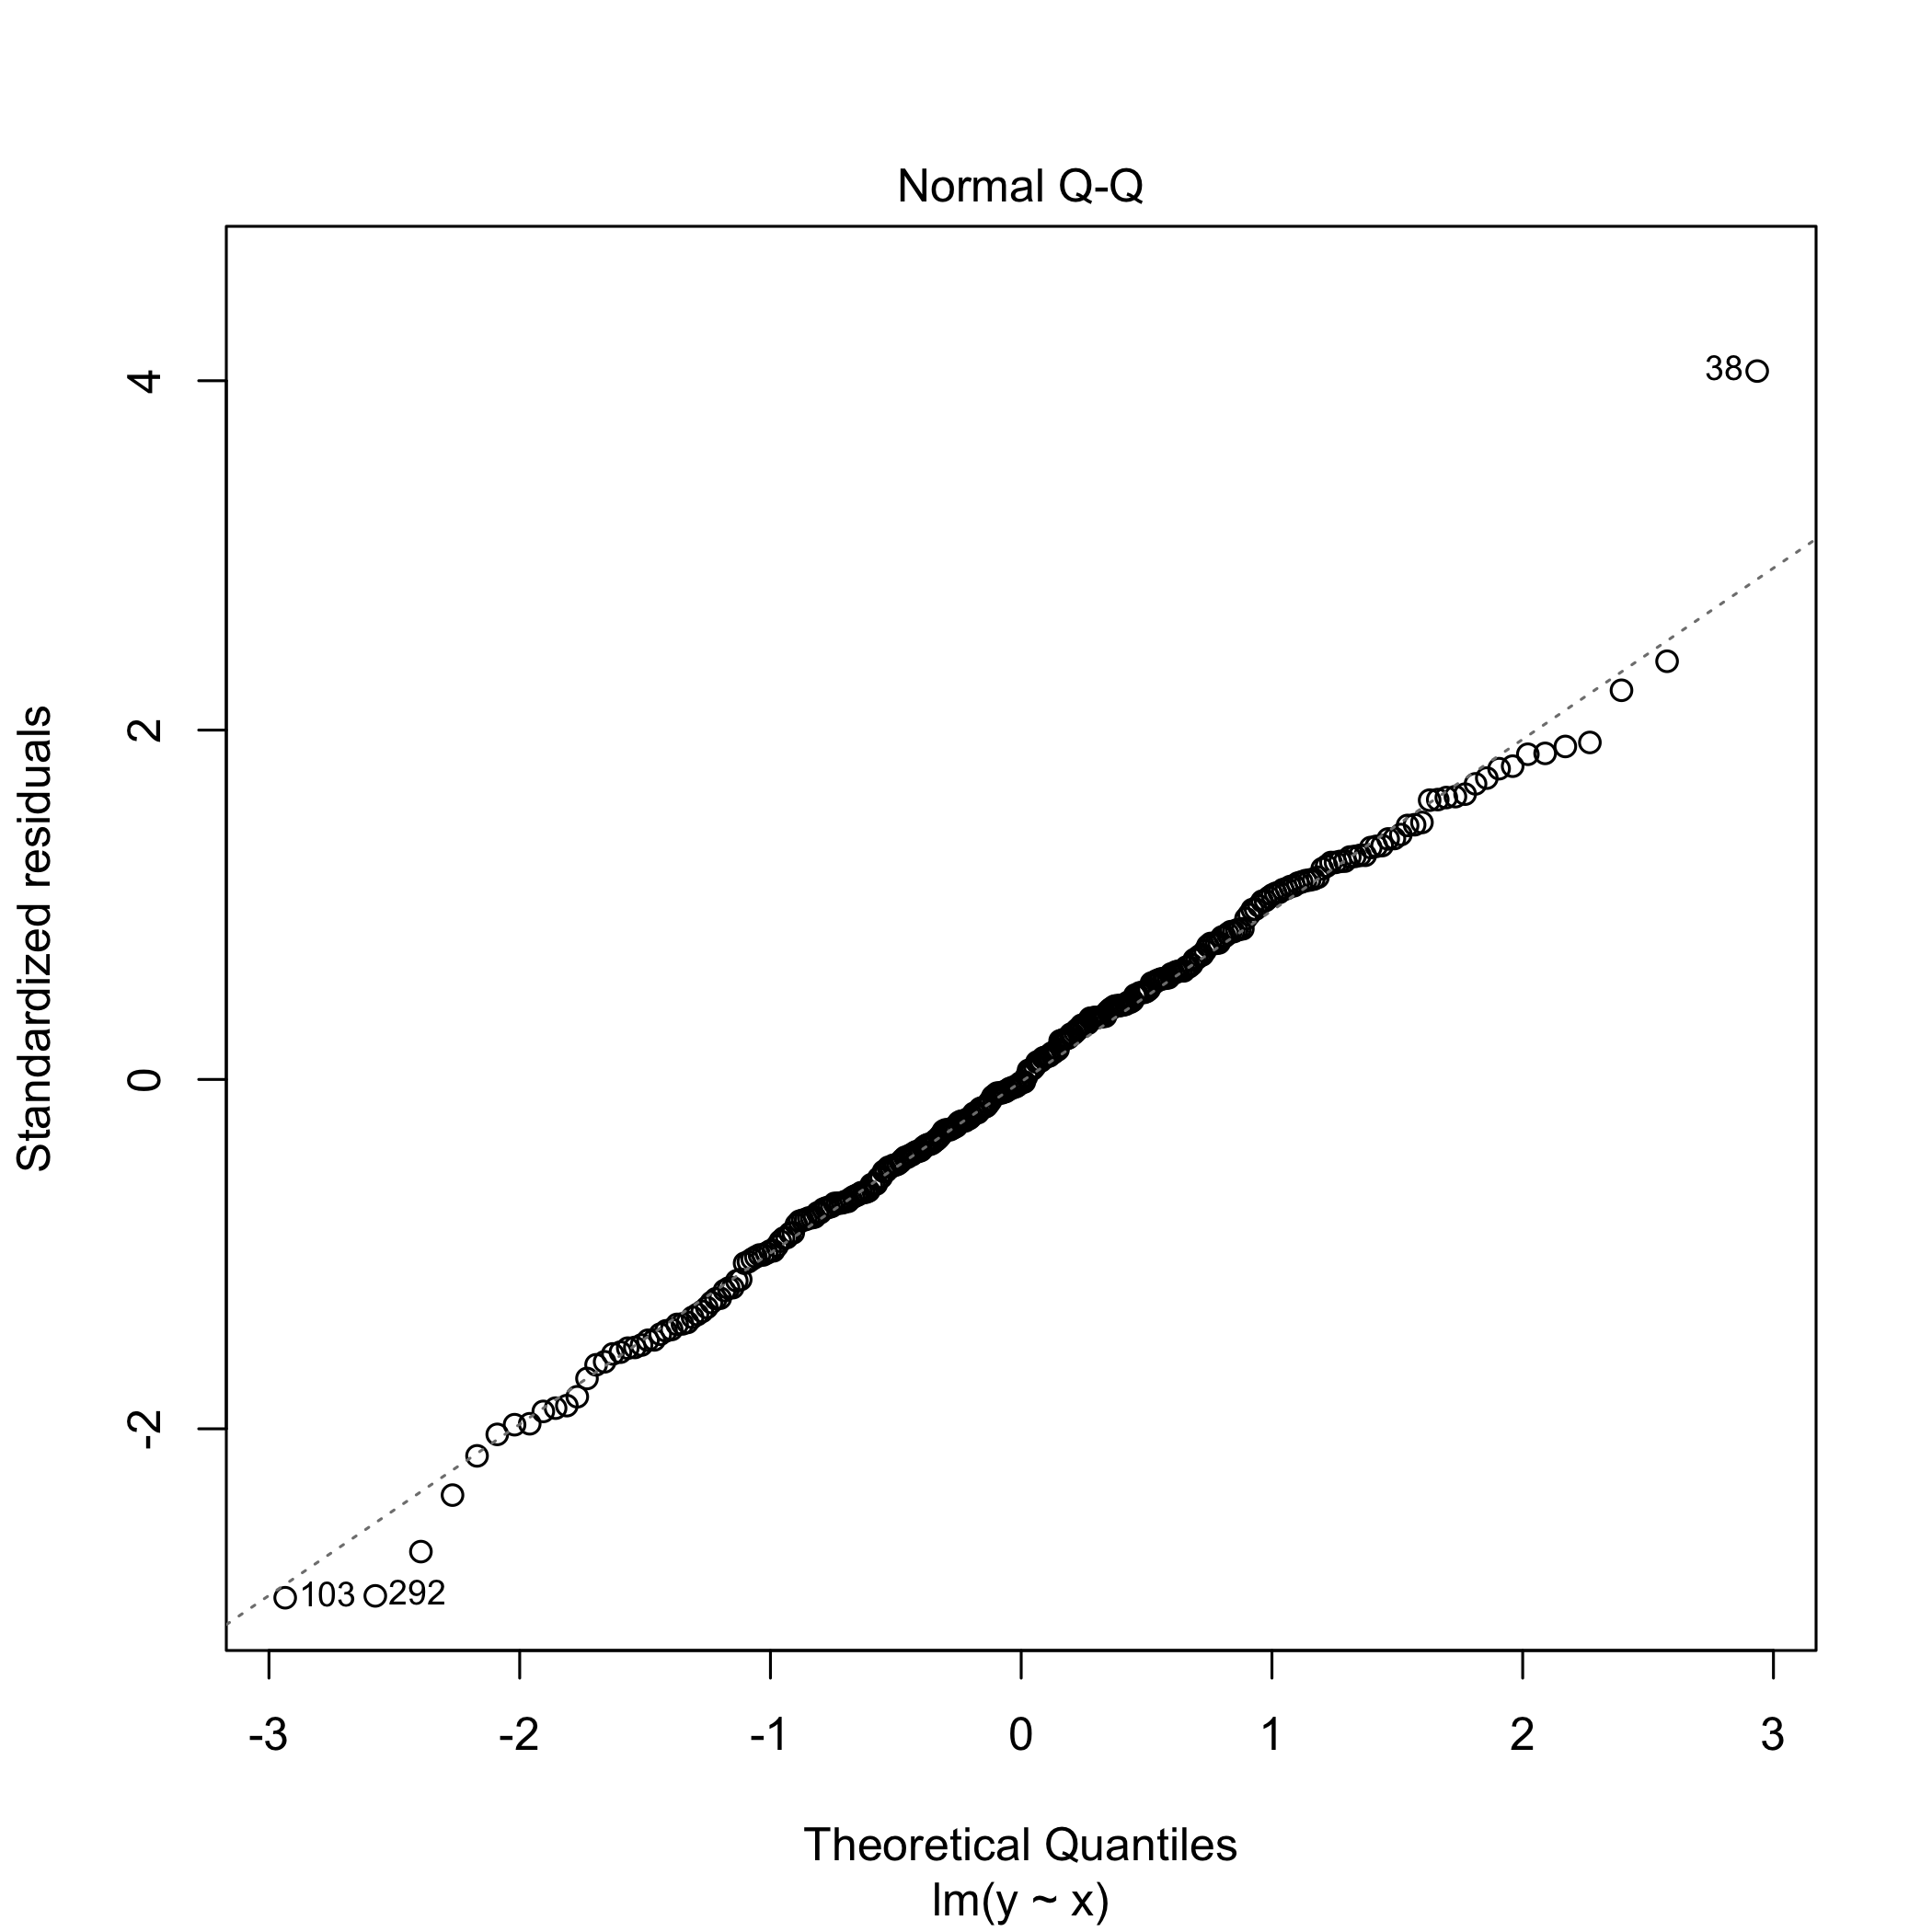 Normal Q-Q
Standardized residuals
4
2
0
-2
38
103
292
-3 -2 -1 0 1 2 3
Theoretical Quantiles
lm(y ~ x)